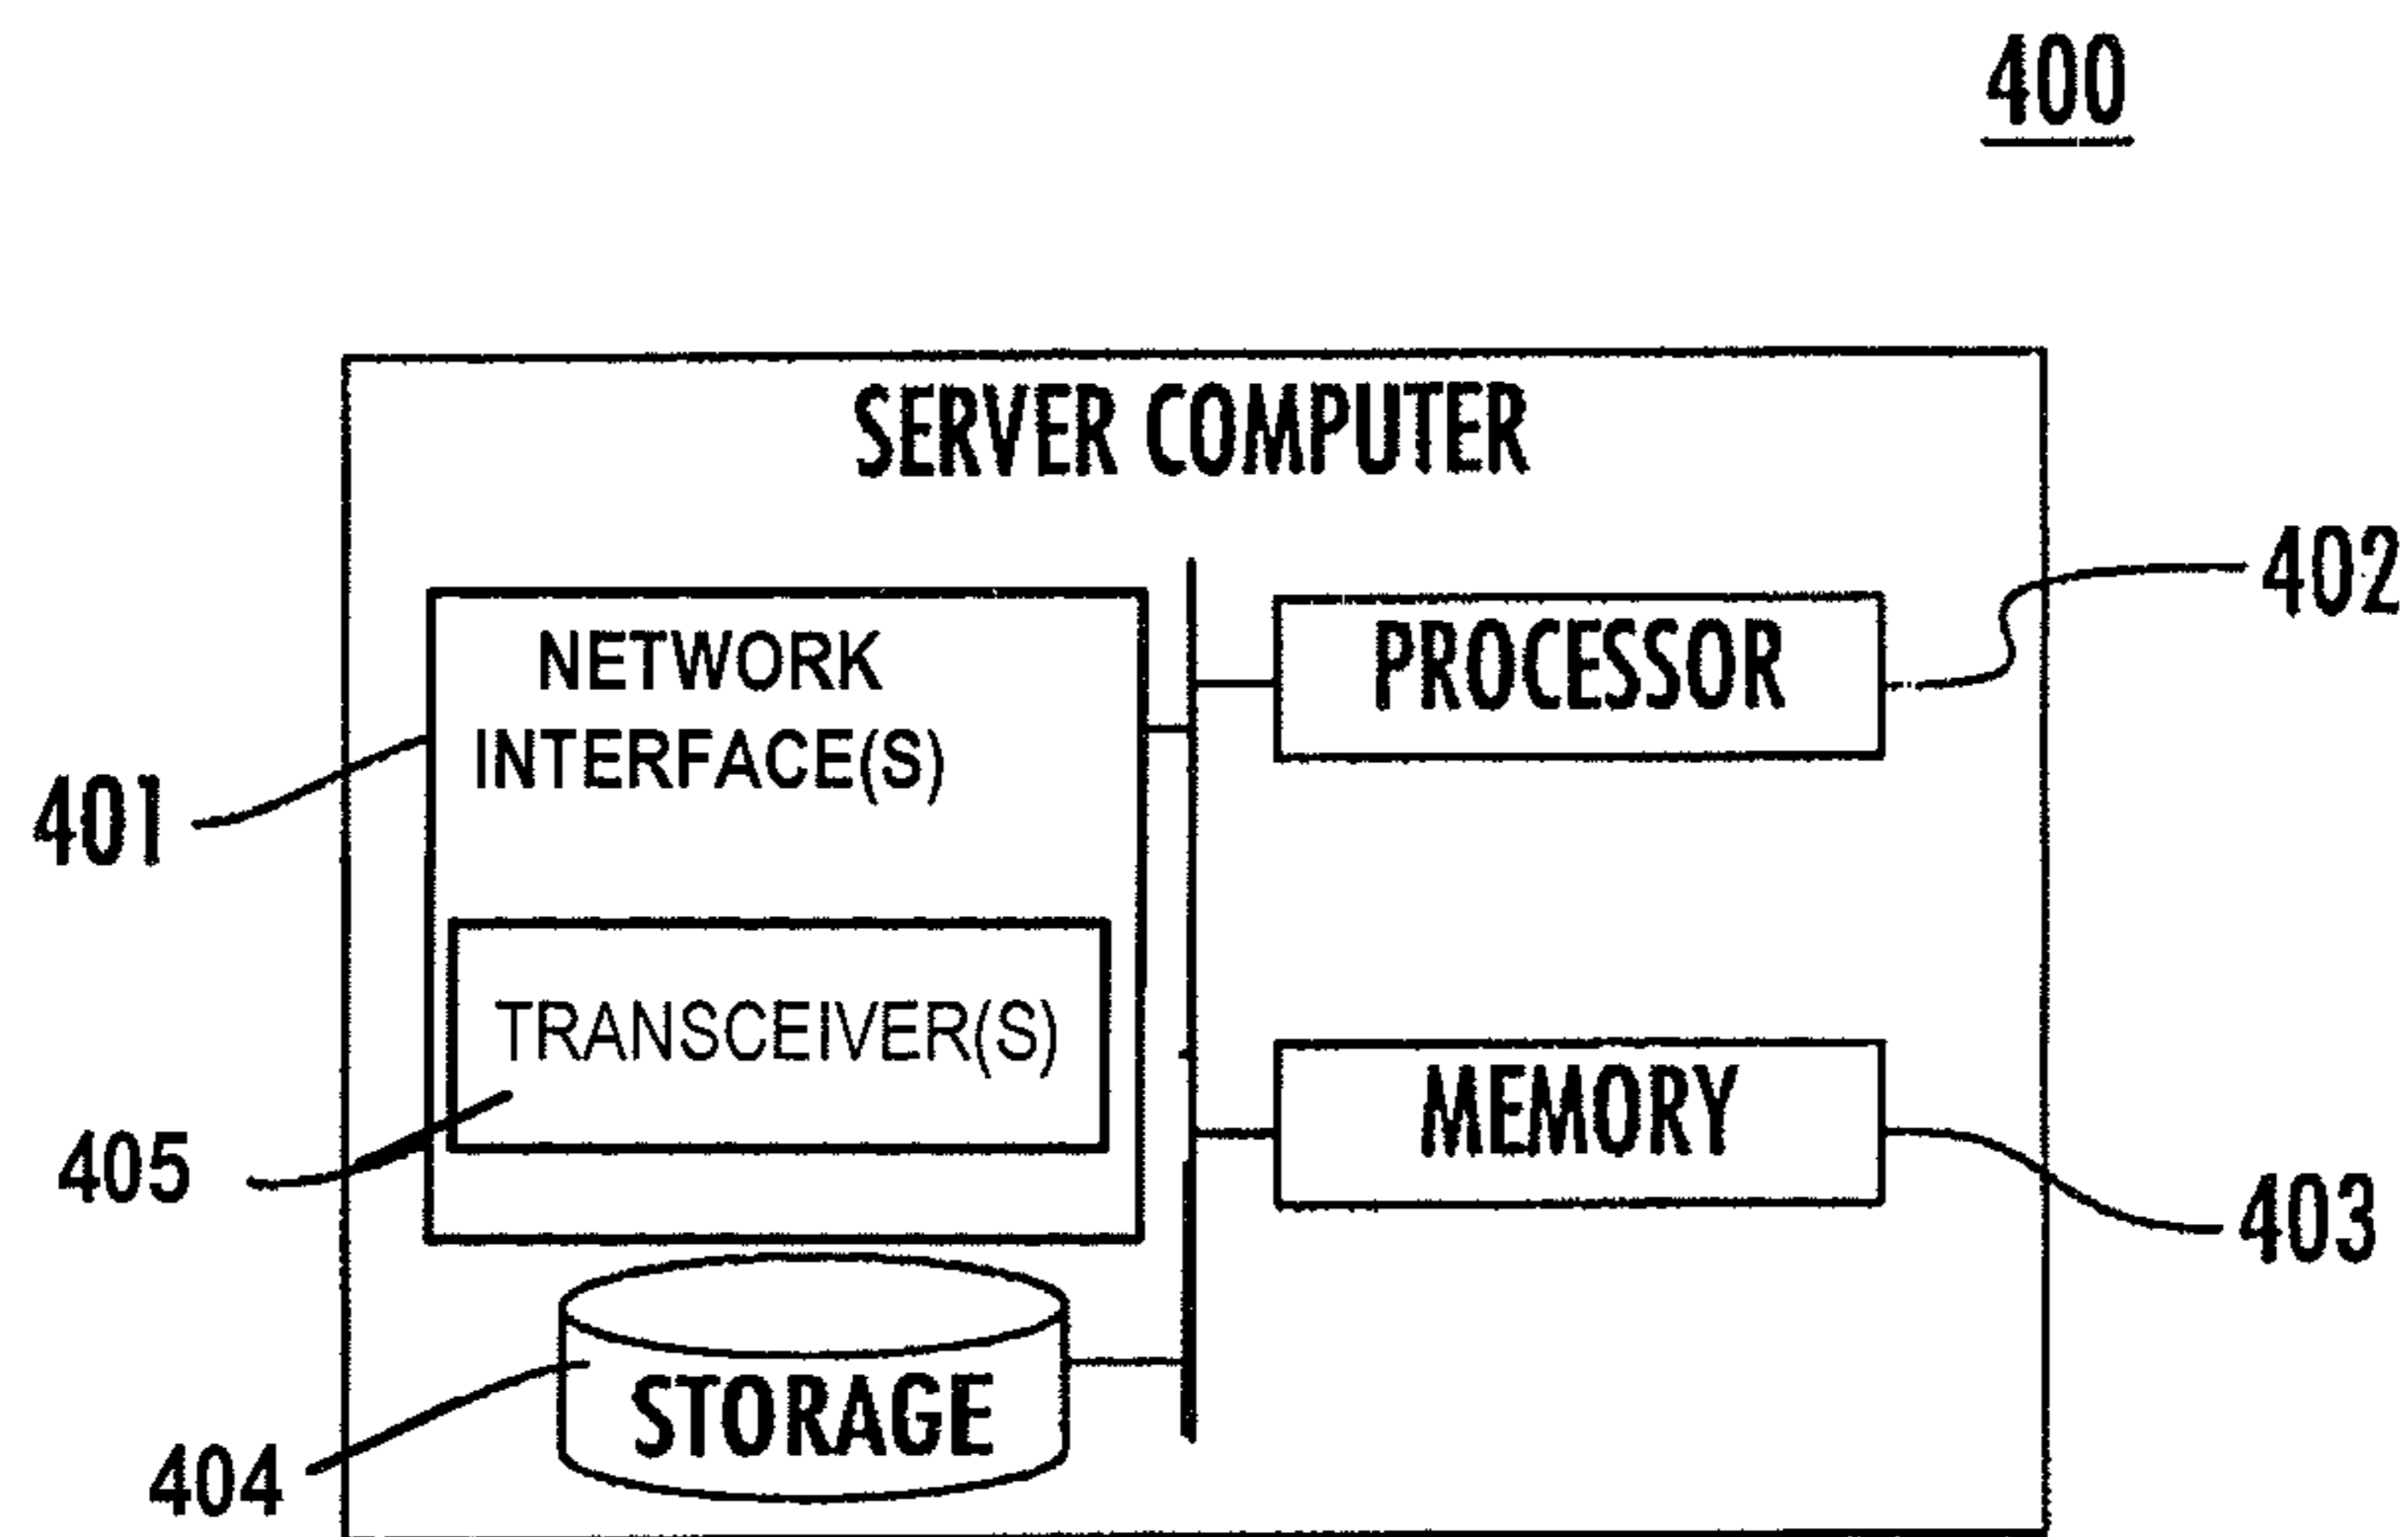 400
SERVER COMPUTER
402
NETWORK
INTERFACE(S)
PROCESSOR
401
TRANSCEIVER(S)
MEMORY
405
403
STORAGE
404